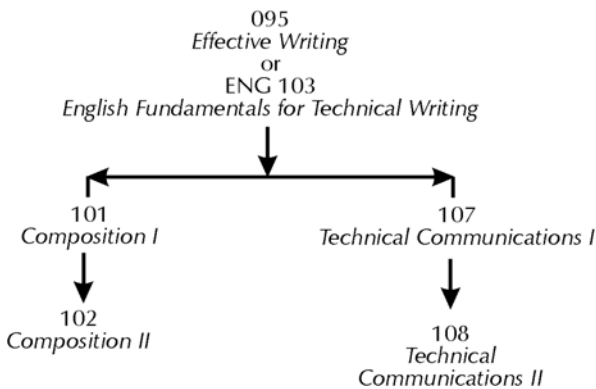 095
Effective Writing
or
ENG 103
English Fundamentals for Technical Writing
101
Composition I
107
Technical Communications I
102
Composition II
108
Technical
Communications II